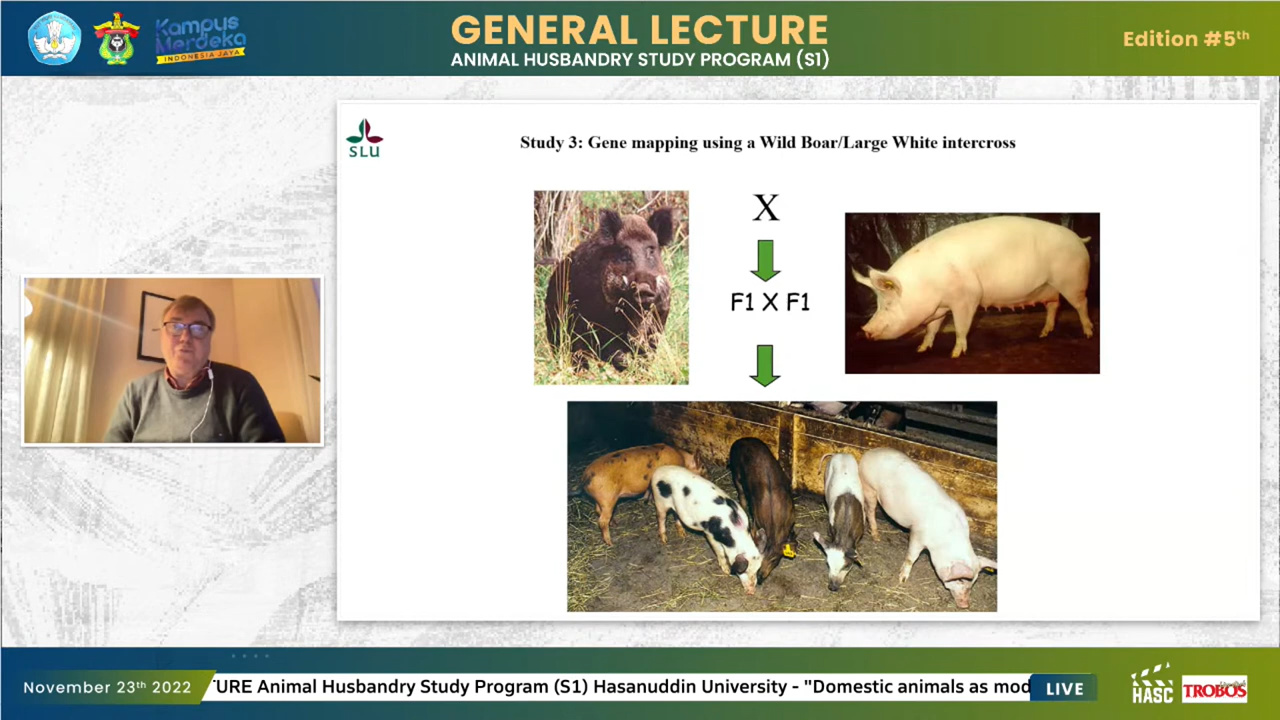 Kampus
Merdeka
INDONESIA JAYA
GENERAL LECTURE
ANIMAL HUSBANDRY STUDY PROGRAM (S1)
Edition #5th
SLU
Study 3: Gene mapping using a Wild Boar/Large White intercross
X
F1 X F1
November 23th 2022
TURE Animal Husbandry Study Program (S1) Hasanuddin University - "Domestic animals as mod
LIVE
HASC
TROBOS